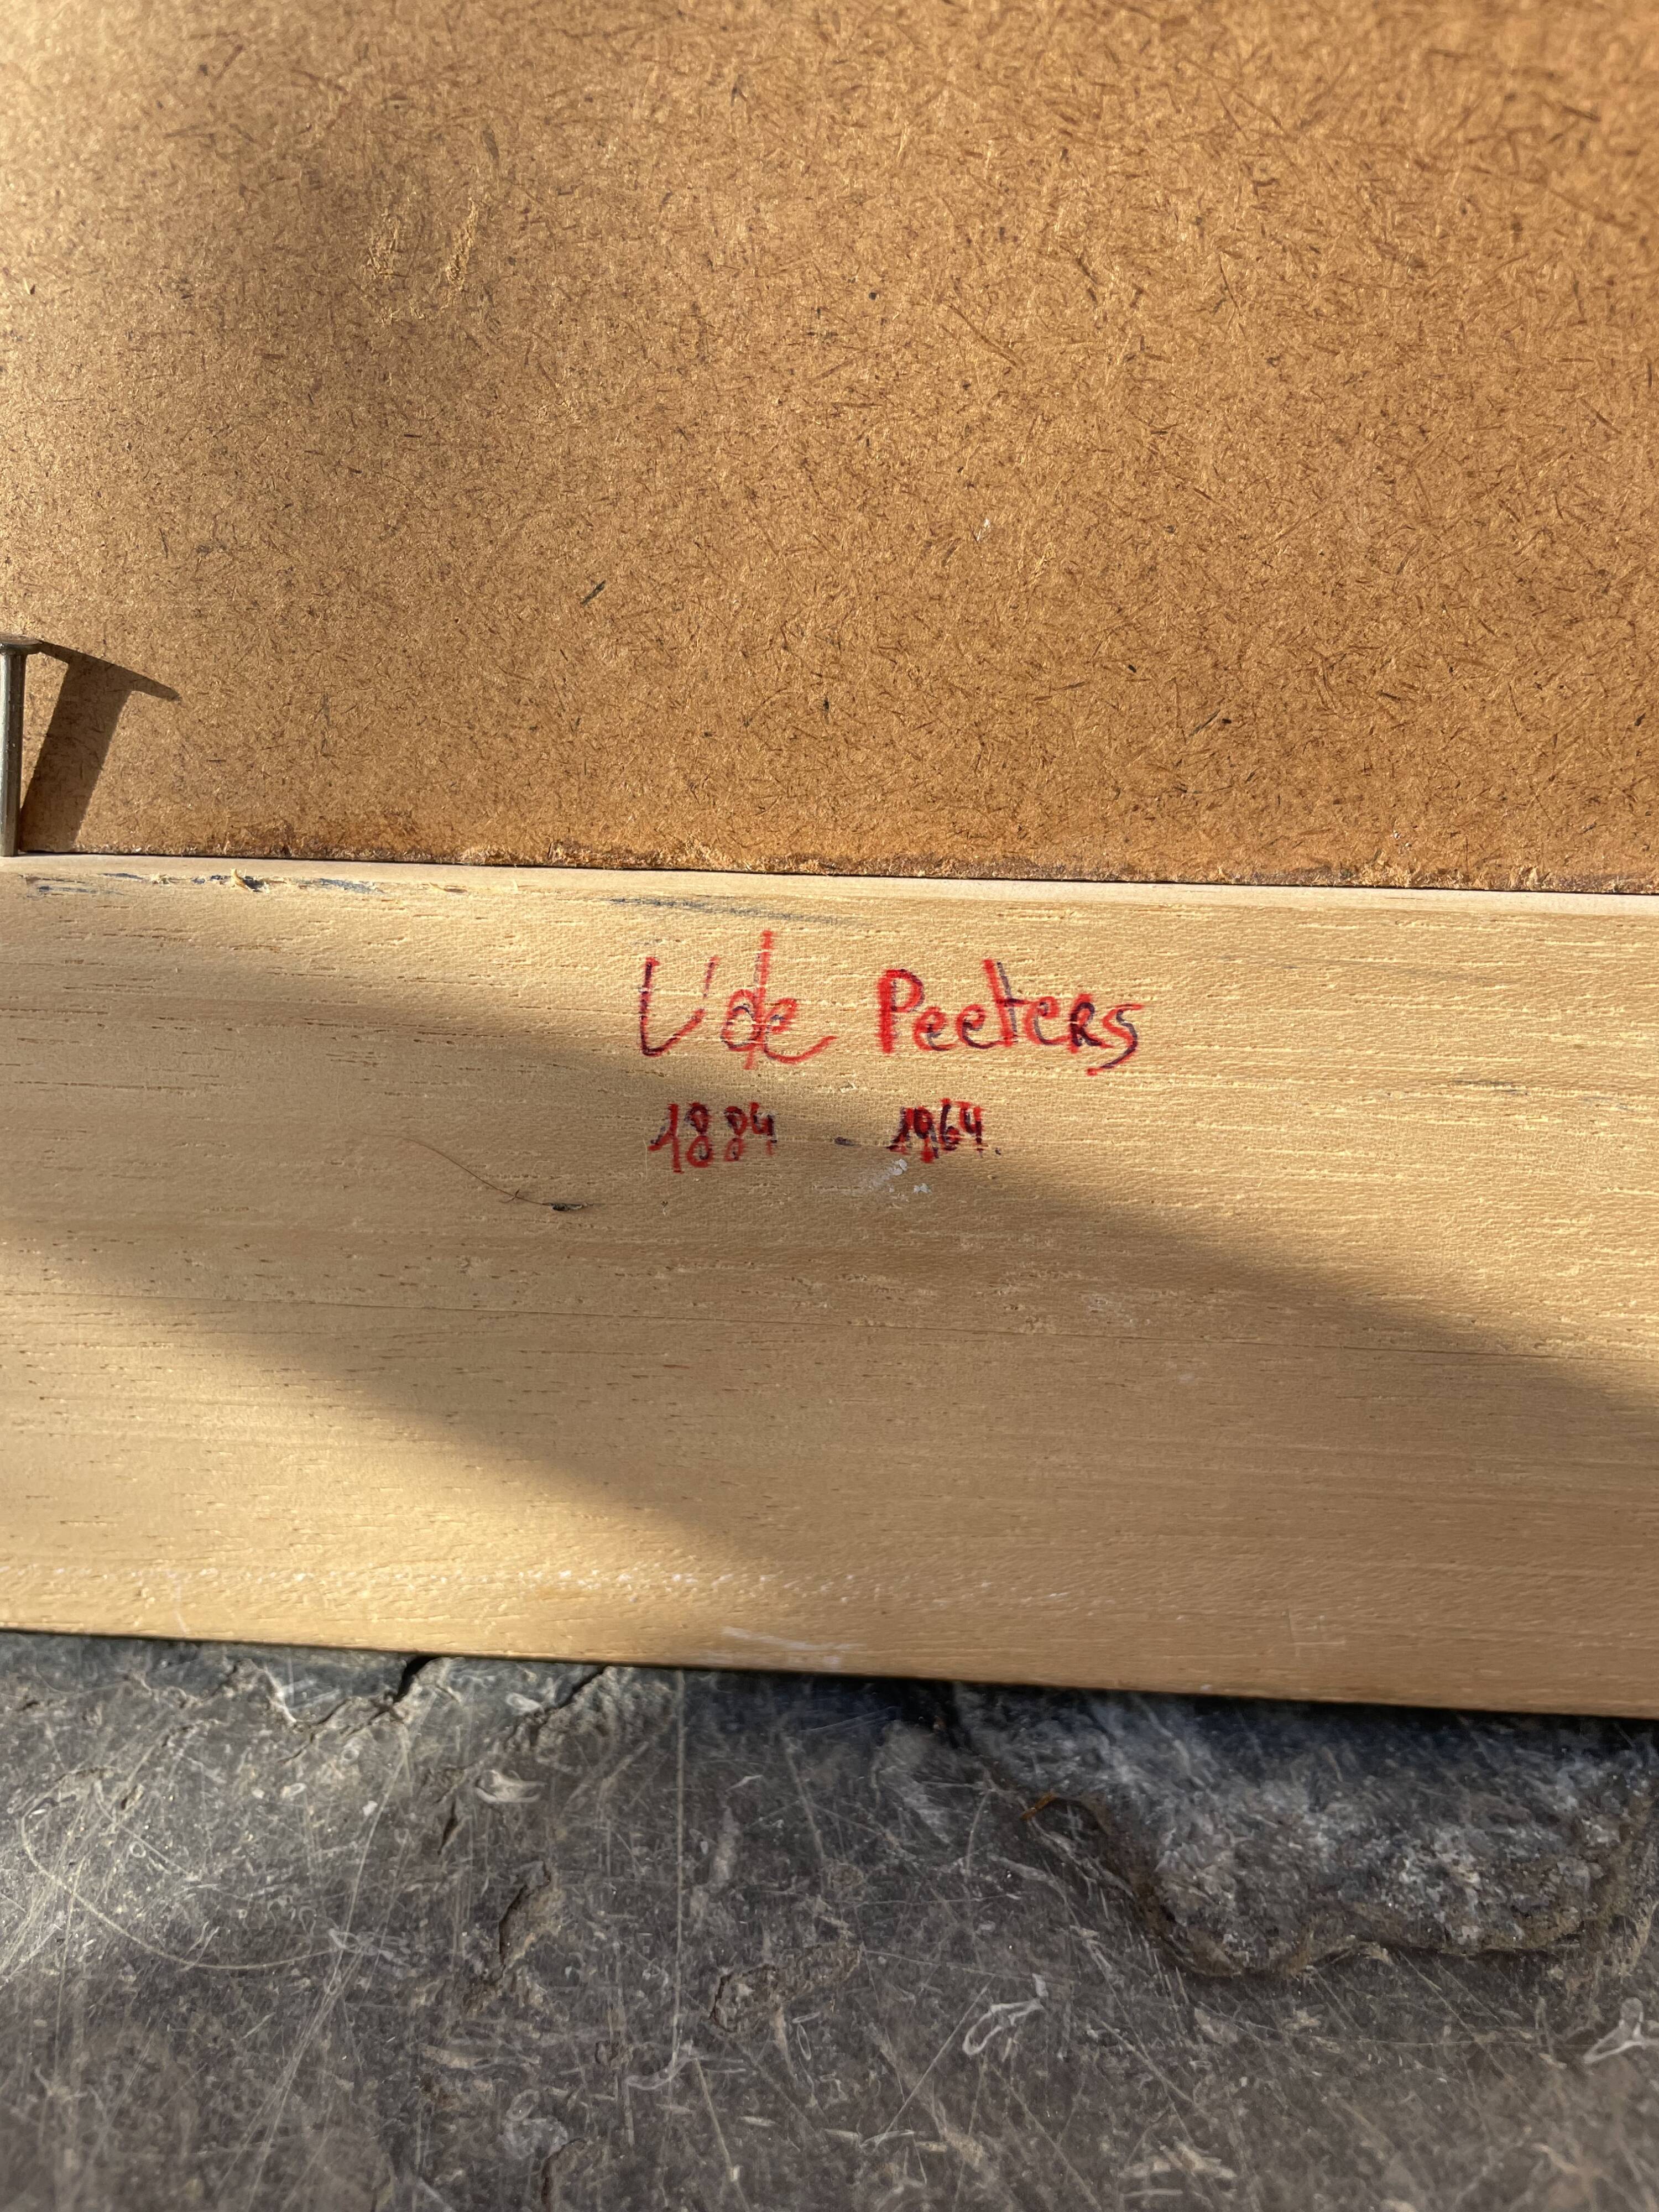 V de Peeters
1884 - 1964.